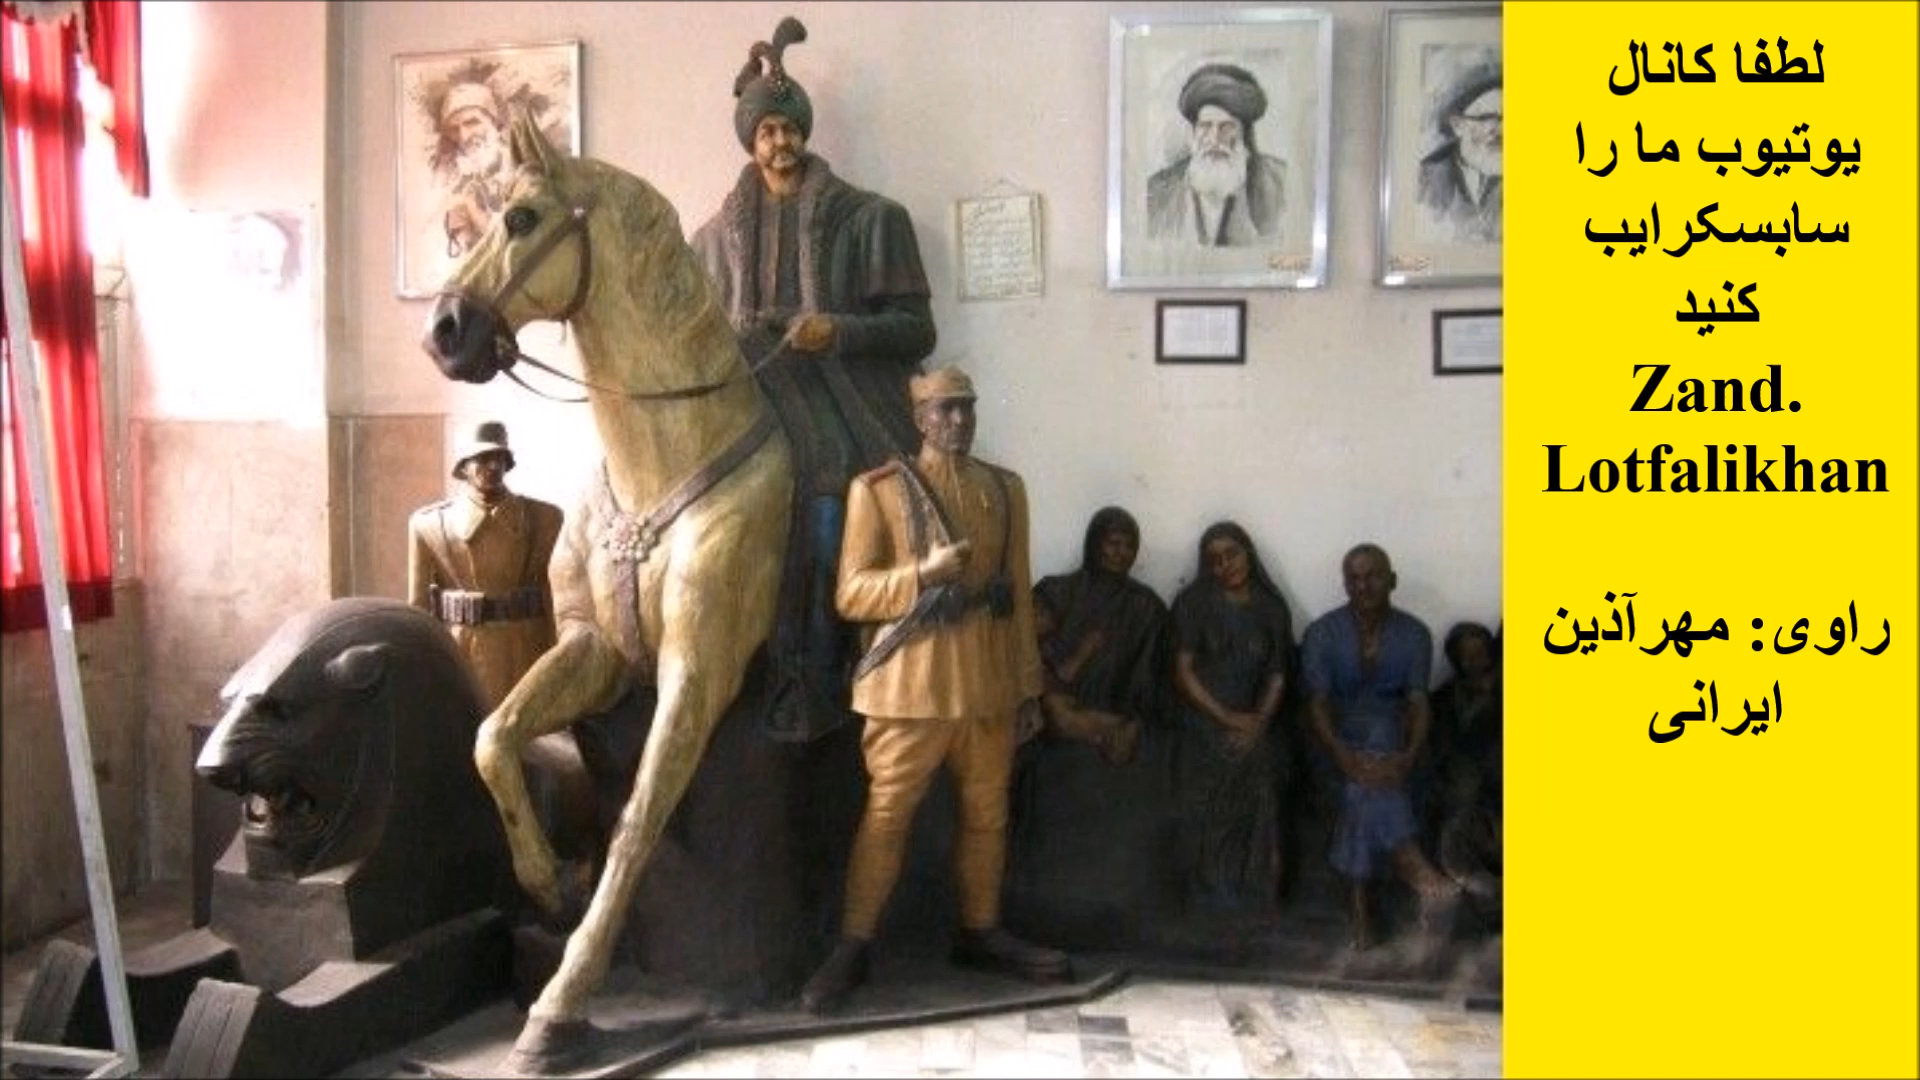 لطفا کانال
یوتیوب ما را
سابسکرایب
کنید
Zand.
Lotfalikhan
راوی: مهرآذین
ایرانی